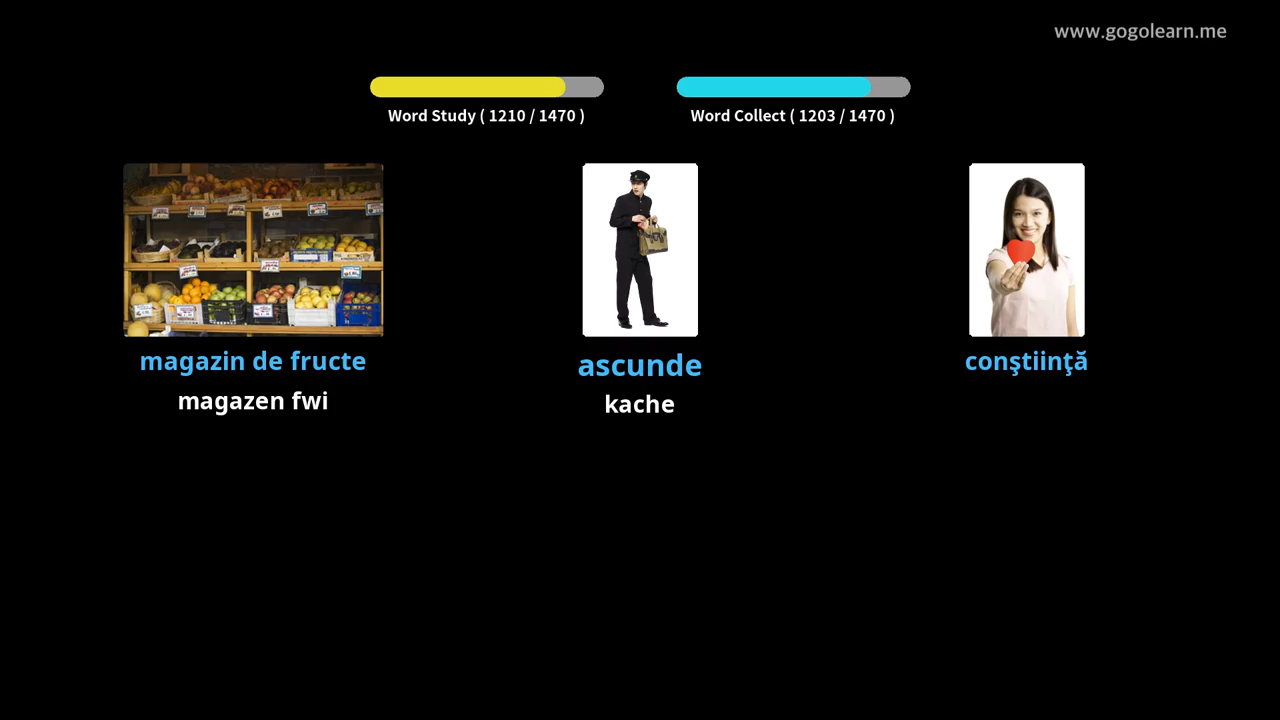 www.gogolearn.me
Word Study ( 1210 / 1470 )
Word Collect ( 1203 / 1470 )
magazin de fructe
magazen fwi
ascunde
kache
conştiinţă